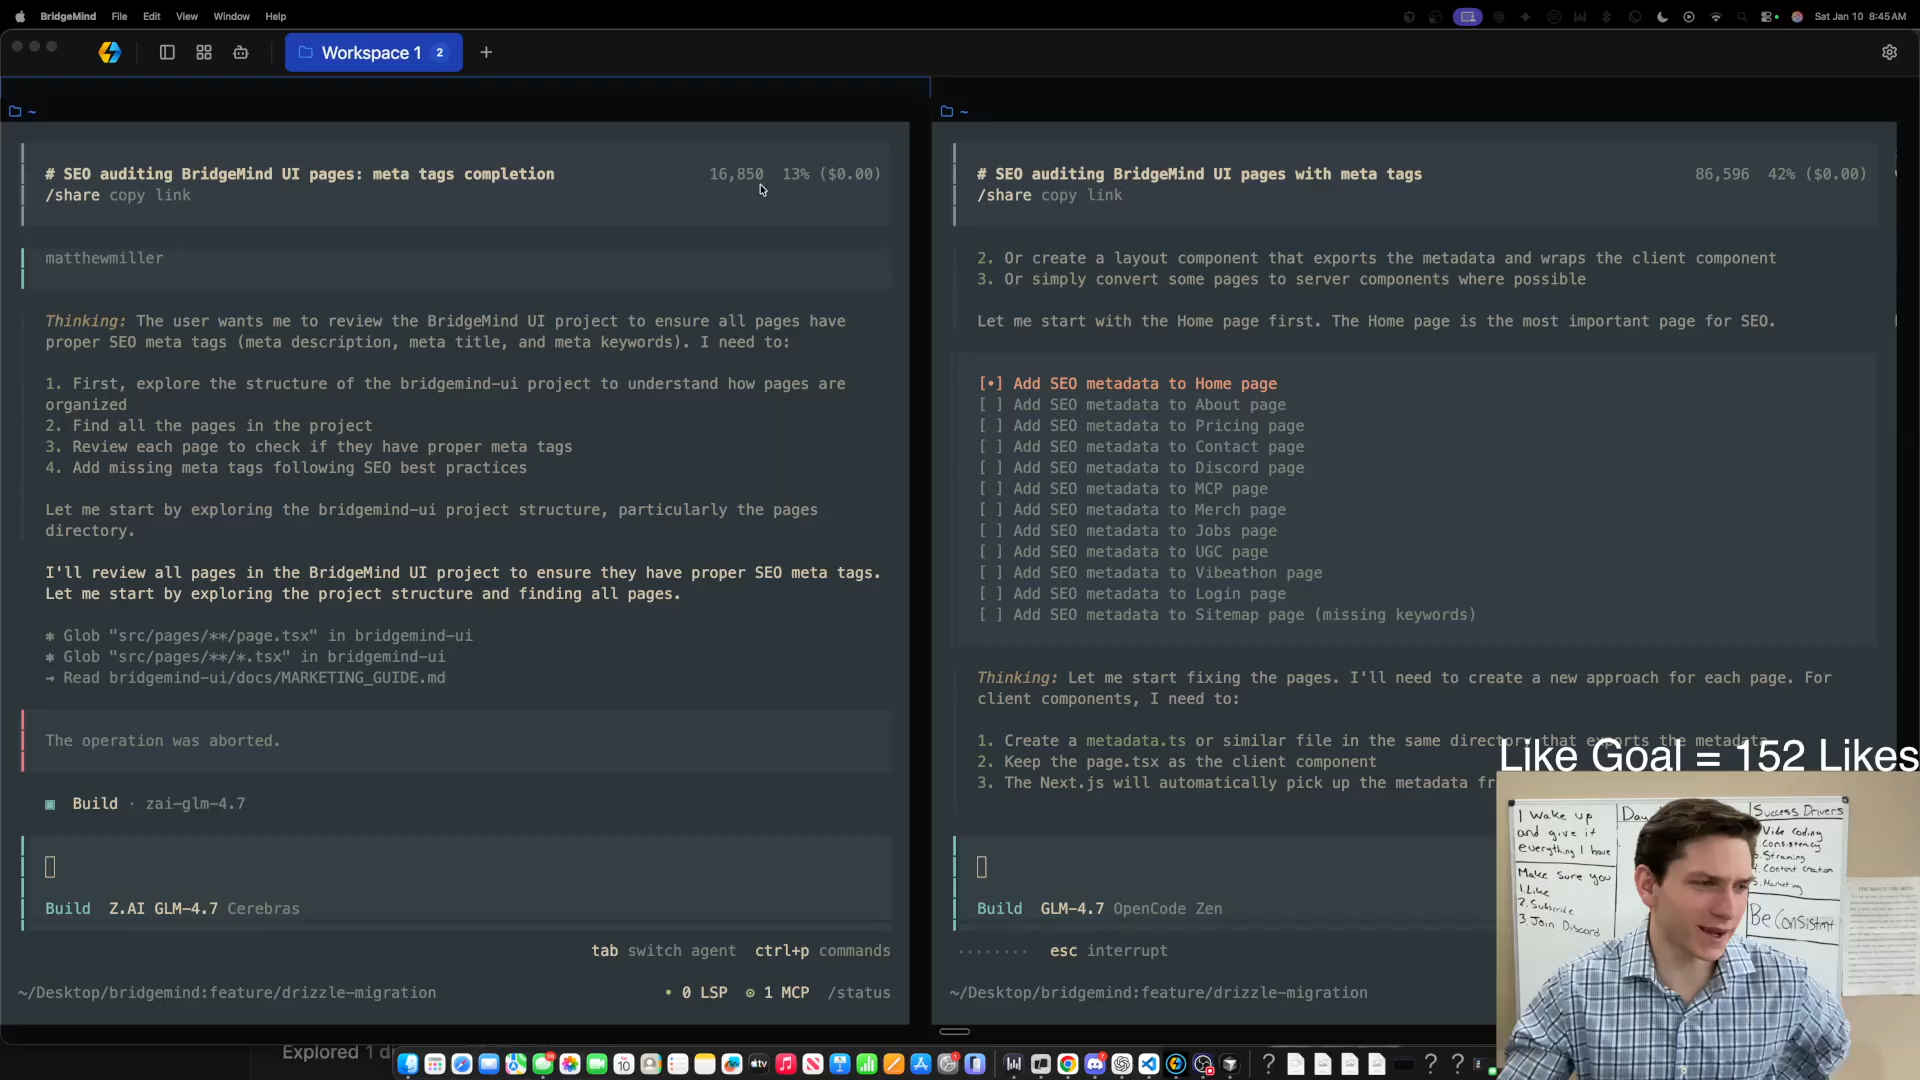 BridgeMind File Edit View Window Help
Sat Jan 10 8:45 AM
Workspace 1 2 +
~
# SEO auditing BridgeMind UI pages: meta tags completion 16,850 13% ($0.00)
/share copy link
matthewmiller
Thinking: The user wants me to review the BridgeMind UI project to ensure all pages have
proper SEO meta tags (meta description, meta title, and meta keywords). I need to:
1. First, explore the structure of the bridgemind-ui project to understand how pages are
organized
2. Find all the pages in the project
3. Review each page to check if they have proper meta tags
4. Add missing meta tags following SEO best practices
Let me start by exploring the bridgemind-ui project structure, particularly the pages
directory.
I'll review all pages in the BridgeMind UI project to ensure they have proper SEO meta tags.
Let me start by exploring the project structure and finding all pages.
✱ Glob "src/pages/**/page.tsx" in bridgemind-ui
✱ Glob "src/pages/**/*.tsx" in bridgemind-ui
→ Read bridgemind-ui/docs/MARKETING_GUIDE.md
The operation was aborted.
Build · zai-glm-4.7
Build Z.AI GLM-4.7 Cerebras
tab switch agent ctrl+p commands
~/Desktop/bridgemind:feature/drizzle-migration • 0 LSP ⊙ 1 MCP /status
~
# SEO auditing BridgeMind UI pages with meta tags 86,596 42% ($0.00)
/share copy link
2. Or create a layout component that exports the metadata and wraps the client component
3. Or simply convert some pages to server components where possible
Let me start with the Home page first. The Home page is the most important page for SEO.
[•] Add SEO metadata to Home page
[ ] Add SEO metadata to About page
[ ] Add SEO metadata to Pricing page
[ ] Add SEO metadata to Contact page
[ ] Add SEO metadata to Discord page
[ ] Add SEO metadata to MCP page
[ ] Add SEO metadata to Merch page
[ ] Add SEO metadata to Jobs page
[ ] Add SEO metadata to UGC page
[ ] Add SEO metadata to Vibeathon page
[ ] Add SEO metadata to Login page
[ ] Add SEO metadata to Sitemap page (missing keywords)
Thinking: Let me start fixing the pages. I'll need to create a new approach for each page. For
client components, I need to:
1. Create a metadata.ts or similar file in the same directory that exports the metadata
2. Keep the page.tsx as the client component
3. The Next.js will automatically pick up the metadata fr
Build GLM-4.7 OpenCode Zen
esc interrupt
~/Desktop/bridgemind:feature/drizzle-migration
Like Goal = 152 Likes
I Wake up
and give it
everything I have
Make sure you
1. Like
2. Subscribe
3. Join Discord
Day
Success Drivers
Vibe Coding
Consistency
Streaming
4. Content creation
5. Marketing
Be Consistent
Explored 1 di